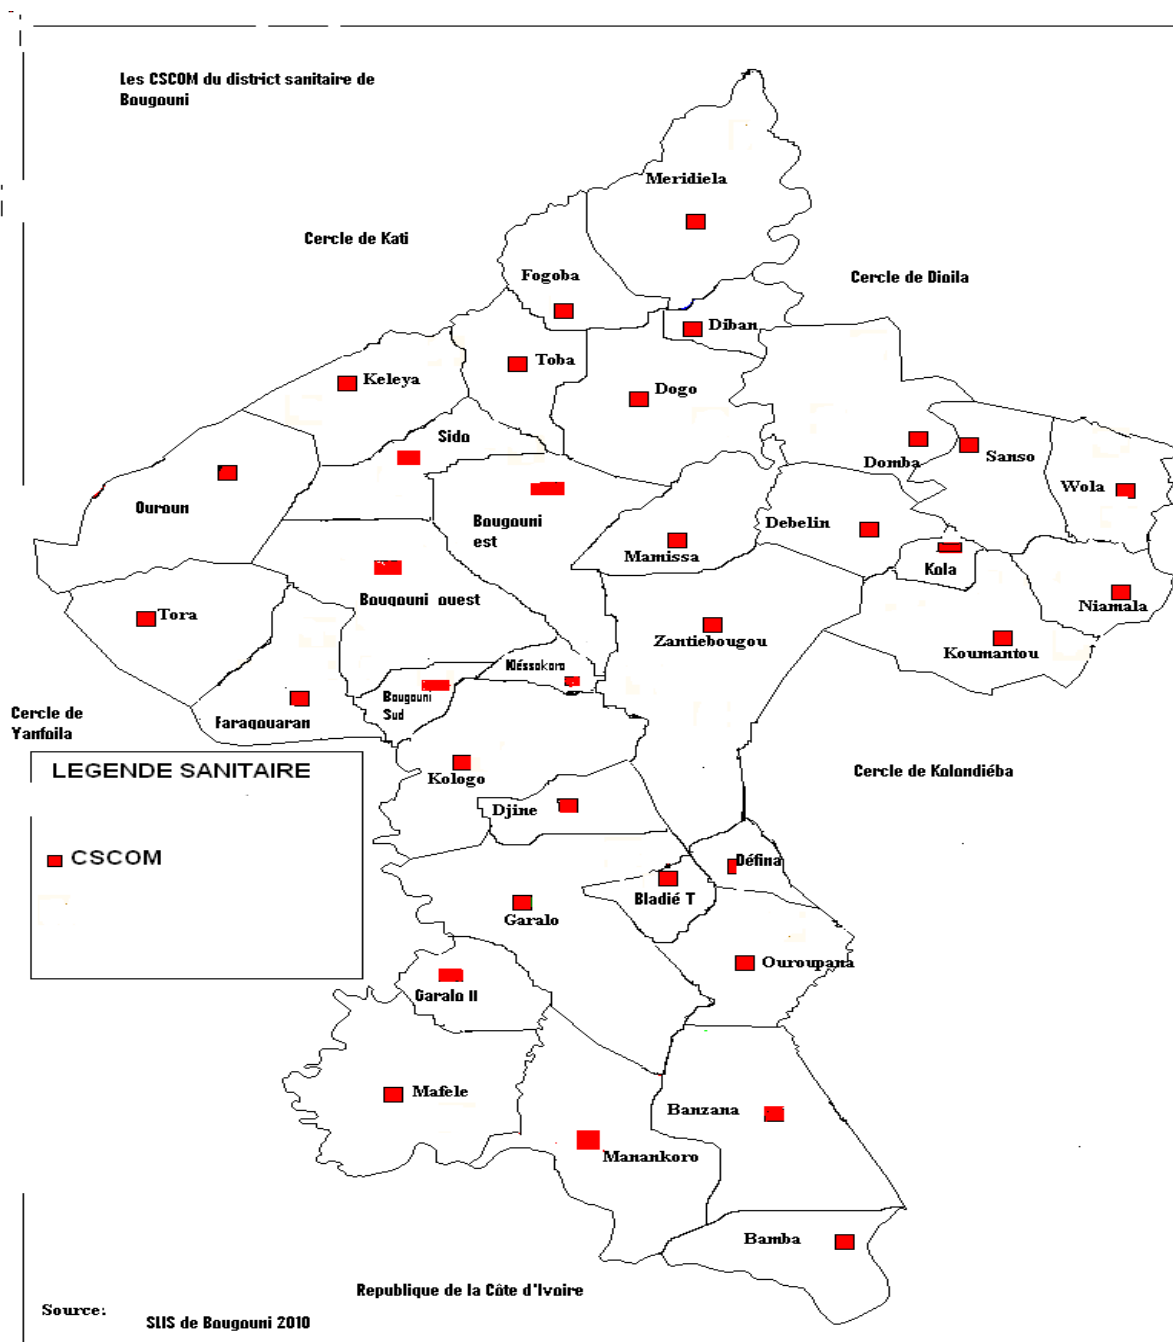 Les CSCOM du district sanitaire de
Bougouni
Meridiela
Cercle de Kati
Fogoba
Cercle de Dioila
Diban
Toba
Keleya
Dogo
Sido
Domba
Sanso
Wola
Ouroun
Bougouni
est
Debelin
Mamissa
Kola
Bougouni ouest
Niamala
Tora
Zantiebougou
Koumantou
Kléssokoro
Bougouni
Sud
Faragouaran
Cercle de
Yanfoila
LEGENDE SANITAIRE
Kologo
Cercle de Kolondiéba
Djine
CSCOM
Défina
Bladié T
Garalo
Ouroupana
Garalo II
Mafele
Banzana
Manankoro
Bamba
Republique de la Côte d'Ivoire
Source:
SLIS de Bougouni 2010